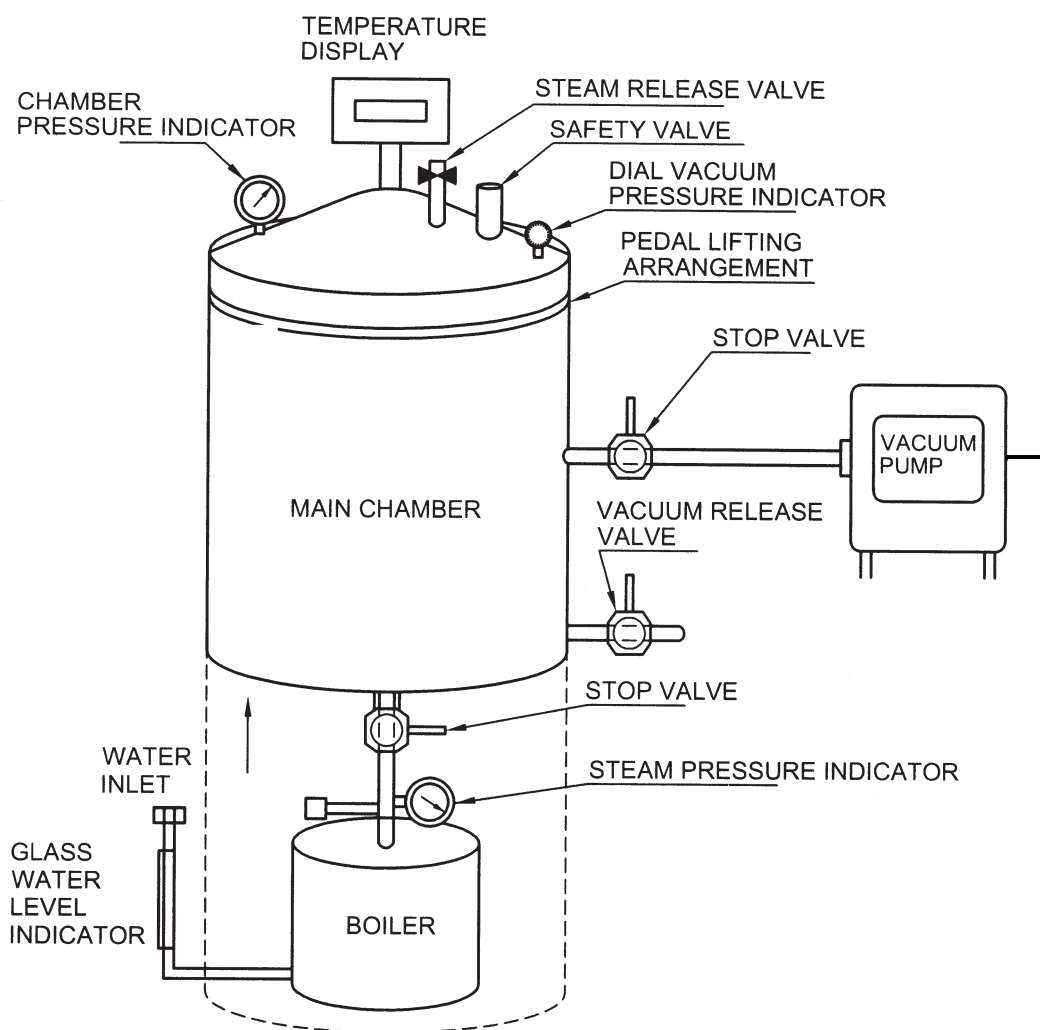 TEMPERATURE
DISPLAY
STEAM RELEASE VALVE
CHAMBER
PRESSURE INDICATOR
SAFETY VALVE
DIAL VACUUM
PRESSURE INDICATOR
PEDAL LIFTING
ARRANGEMENT
STOP VALVE
VACUUM
PUMP
MAIN CHAMBER
VACUUM RELEASE
VALVE
STOP VALVE
WATER
INLET
STEAM PRESSURE INDICATOR
GLASS
WATER
LEVEL
INDICATOR
BOILER